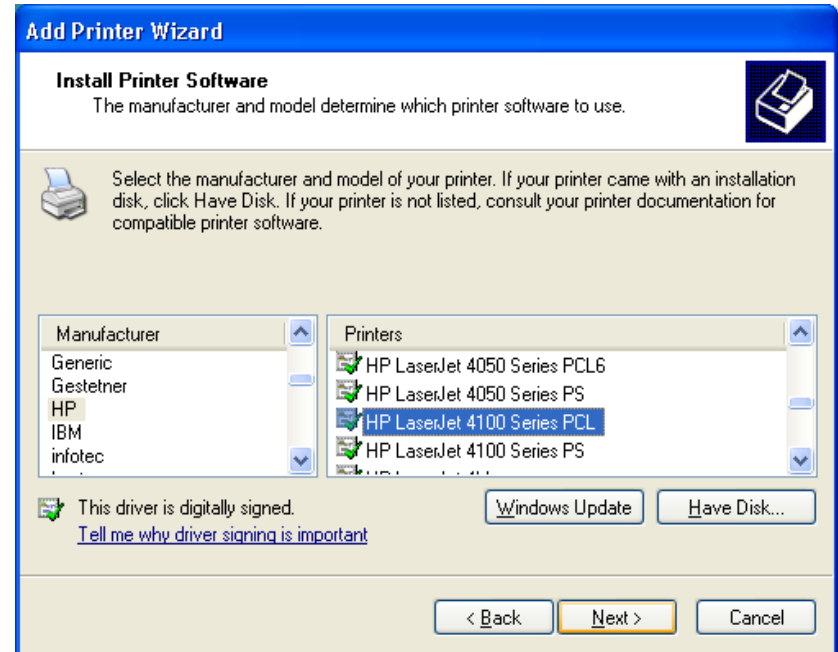 Add Printer Wizard
Install Printer Software
The manufacturer and model determine which printer software to use.
Select the manufacturer and model of your printer. If your printer came with an installation
disk, click Have Disk. If your printer is not listed, consult your printer documentation for
compatible printer software.
Manufacturer
Generic
Gestetner
HP
IBM
infotec
Printers
HP LaserJet 4050 Series PCL6
HP LaserJet 4050 Series PS
HP LaserJet 4100 Series PCL
HP LaserJet 4100 Series PS
This driver is digitally signed.
Tell me why driver signing is important
Windows Update
Have Disk...
< Back
Next >
Cancel